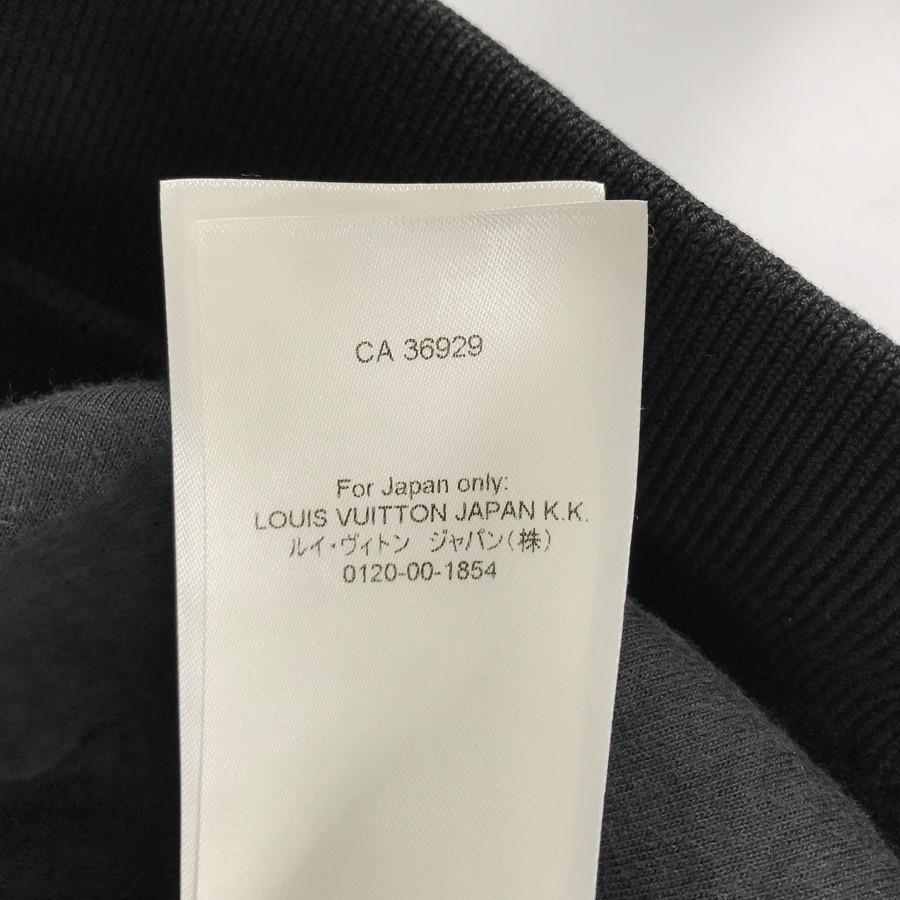 CA 36929
For Japan only:
LOUIS VUITTON JAPAN K.K.
ルイ・ヴィトン ジャパン(株)
0120-00-1854